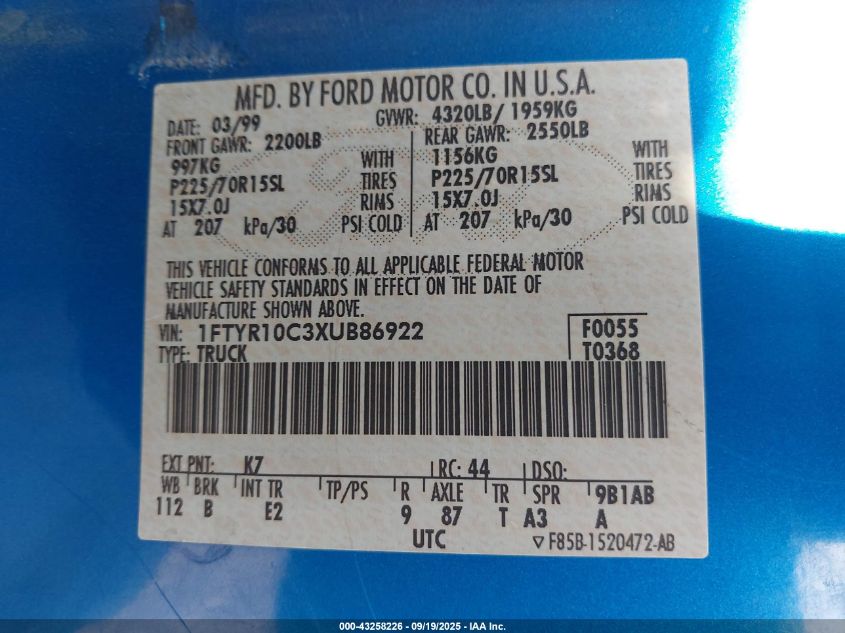 MFD. BY FORD MOTOR CO. IN U.S.A.
DATE: 03/99 GVWR: 4320LB/ 1959KG
FRONT GAWR: 2200LB REAR GAWR: 2550LB
997KG WITH 1156KG WITH
P225/70R15SL TIRES P225/70R15SL TIRES
15X7.0J RIMS 15X7.0J RIMS
AT 207 kPa/30 PSI COLD AT 207 kPa/30 PSI COLD
THIS VEHICLE CONFORMS TO ALL APPLICABLE FEDERAL MOTOR
VEHICLE SAFETY STANDARDS IN EFFECT ON THE DATE OF
MANUFACTURE SHOWN ABOVE.
VIN: 1FTYR10C3XUB86922 F0055
TYPE: TRUCK T0368
EXT PNT: K7 RC: 44 DSO:
WB BRK INT TR TP/PS R AXLE TR SPR 9B1AB
112 B E2 9 87 T A3 A
UTC ▽ F85B-1520472-AB
000-43258226 - 09/19/2025 - IAA Inc.